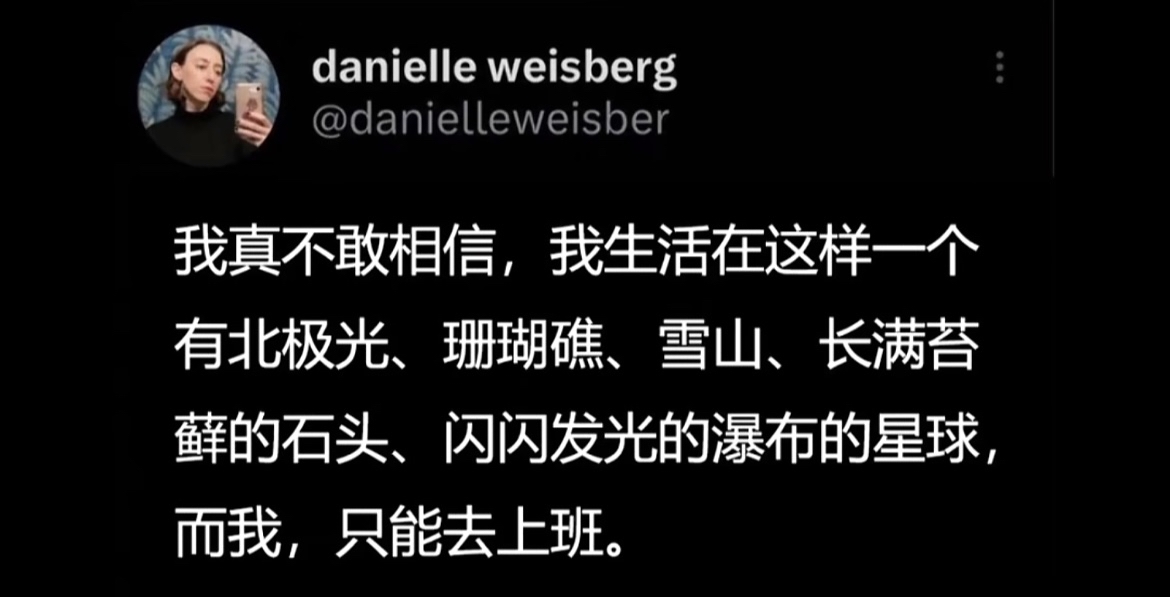 danielle weisberg
@danielleweisber
我真不敢相信，我生活在这样一个
有北极光、珊瑚礁、雪山、长满苔
藓的石头、闪闪发光的瀑布的星球，
而我，只能去上班。